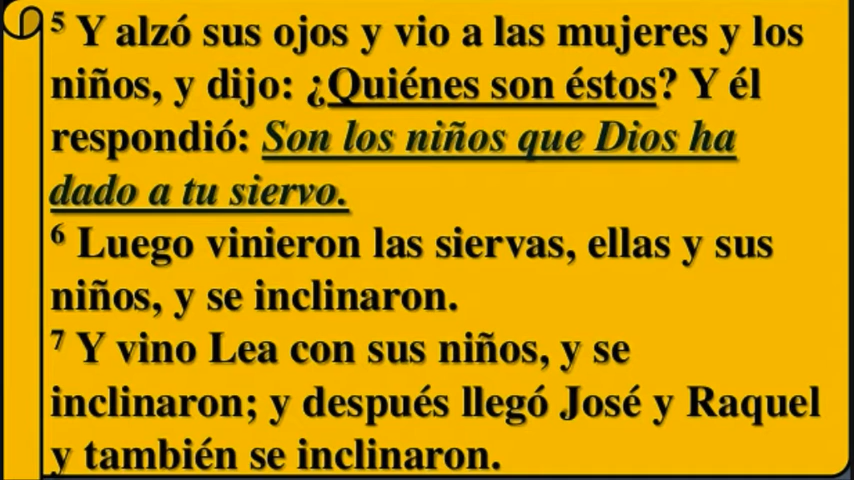 5 Y alzó sus ojos y vio a las mujeres y los
niños, y dijo: ¿Quiénes son éstos? Y él
respondió: Son los niños que Dios ha
dado a tu siervo.
6 Luego vinieron las siervas, ellas y sus
niños, y se inclinaron.
7 Y vino Lea con sus niños, y se
inclinaron; y después llegó José y Raquel
y también se inclinaron.